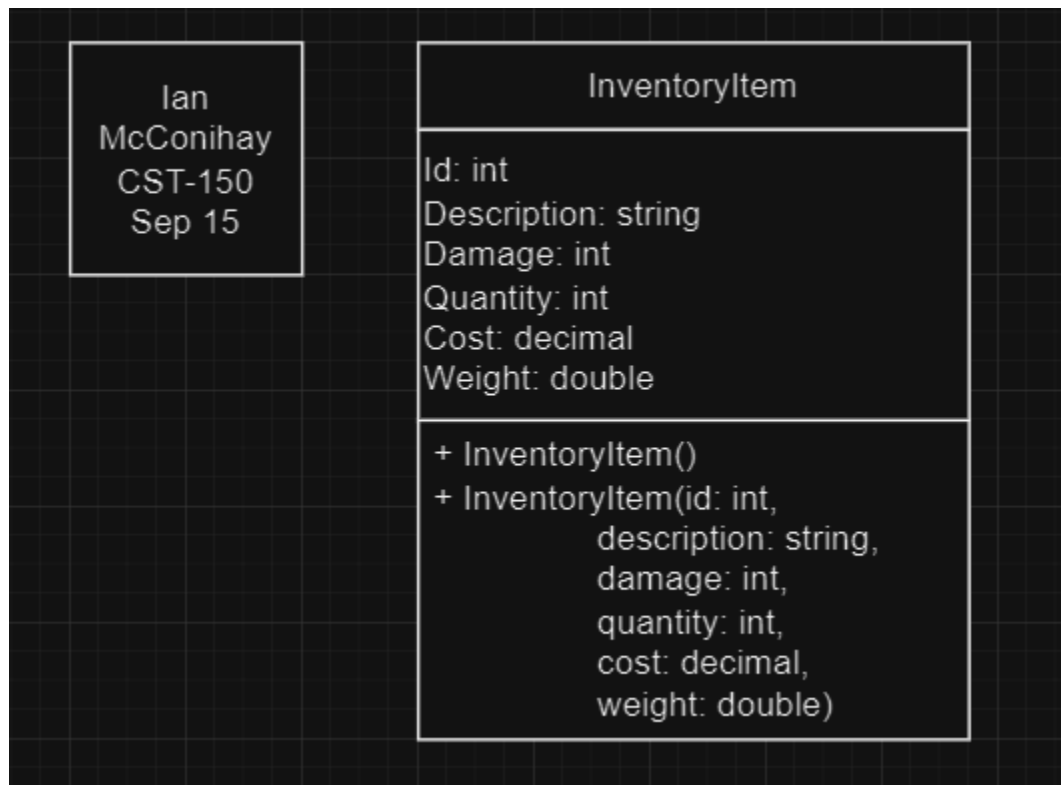 Ian
McConihay
CST-150
Sep 15
InventoryItem
Id: int
Description: string
Damage: int
Quantity: int
Cost: decimal
Weight: double
+ InventoryItem()
+ InventoryItem(id: int,
description: string,
damage: int,
quantity: int,
cost: decimal,
weight: double)